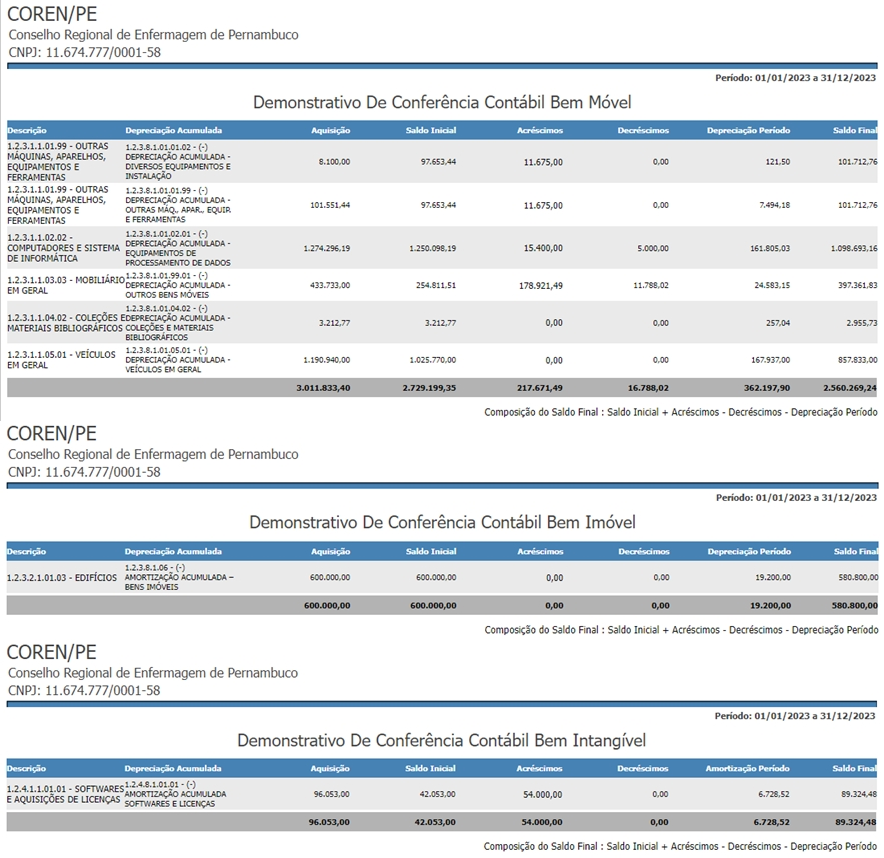 COREN/PE
Conselho Regional de Enfermagem de Pernambuco
CNPJ: 11.674.777/0001-58
Período: 01/01/2023 a 31/12/2023
Demonstrativo De Conferência Contábil Bem Móvel
Descrição Depreciação Acumulada Aquisição Saldo Inicial Acréscimos Decréscimos Depreciação Período Saldo Final
1.2.3.1.1.01.99 - OUTRAS
MÁQUINAS, APARELHOS,
EQUIPAMENTOS E
FERRAMENTAS
1.2.3.8.1.01.01.02 - (-)
DEPRECIAÇÃO ACUMULADA -
DIVERSOS EQUIPAMENTOS E
INSTALAÇÃO
8.100,00 97.653,44 11.675,00 0,00 121,50 101.712,76
1.2.3.1.1.01.99 - OUTRAS
MÁQUINAS, APARELHOS,
EQUIPAMENTOS E
FERRAMENTAS
1.2.3.8.1.01.01.99 - (-)
DEPRECIAÇÃO ACUMULADA -
OUTRAS MÁQ., APAR., EQUIP.
E FERRAMENTAS
101.551,44 97.653,44 11.675,00 0,00 7.494,18 101.712,76
1.2.3.1.1.02.02 -
COMPUTADORES E SISTEMA
DE INFORMÁTICA
1.2.3.8.1.01.02.01 - (-)
DEPRECIAÇÃO ACUMULADA -
EQUIPAMENTOS DE
PROCESSAMENTO DE DADOS
1.274.296,19 1.250.098,19 15.400,00 5.000,00 161.805,03 1.098.693,16
1.2.3.1.1.03.03 - MOBILIÁRIO
EM GERAL
1.2.3.8.1.01.99.01 - (-)
DEPRECIAÇÃO ACUMULADA -
OUTROS BENS MÓVEIS
433.733,00 254.811,51 178.921,49 11.788,02 24.583,15 397.361,83
1.2.3.1.1.04.02 - COLEÇÕES E
MATERIAIS BIBLIOGRÁFICOS
1.2.3.8.1.01.04.02 - (-)
DEPRECIAÇÃO ACUMULADA -
COLEÇÕES E MATERIAIS
BIBLIOGRÁFICOS
3.212,77 3.212,77 0,00 0,00 257,04 2.955,73
1.2.3.1.1.05.01 - VEÍCULOS
EM GERAL
1.2.3.8.1.01.05.01 - (-)
DEPRECIAÇÃO ACUMULADA -
VEÍCULOS EM GERAL
1.190.940,00 1.025.770,00 0,00 0,00 167.937,00 857.833,00
3.011.833,40 2.729.199,35 217.671,49 16.788,02 362.197,90 2.560.269,24
Composição do Saldo Final : Saldo Inicial + Acréscimos - Decréscimos - Depreciação Período
COREN/PE
Conselho Regional de Enfermagem de Pernambuco
CNPJ: 11.674.777/0001-58
Período: 01/01/2023 a 31/12/2023
Demonstrativo De Conferência Contábil Bem Imóvel
Descrição Depreciação Acumulada Aquisição Saldo Inicial Acréscimos Decréscimos Depreciação Período Saldo Final
1.2.3.2.1.01.03 - EDIFÍCIOS
1.2.3.8.1.06 - (-)
AMORTIZAÇÃO ACUMULADA –
BENS IMÓVEIS
600.000,00 600.000,00 0,00 0,00 19.200,00 580.800,00
600.000,00 600.000,00 0,00 0,00 19.200,00 580.800,00
Composição do Saldo Final : Saldo Inicial + Acréscimos - Decréscimos - Depreciação Período
COREN/PE
Conselho Regional de Enfermagem de Pernambuco
CNPJ: 11.674.777/0001-58
Período: 01/01/2023 a 31/12/2023
Demonstrativo De Conferência Contábil Bem Intangível
Descrição Depreciação Acumulada Aquisição Saldo Inicial Acréscimos Decréscimos Amortização Período Saldo Final
1.2.4.1.1.01.01 - SOFTWARES
E AQUISIÇÕES DE LICENÇAS
1.2.4.8.1.01.01 - (-)
AMORTIZAÇÃO ACUMULADA
SOFTWARES E LICENÇAS
96.053,00 42.053,00 54.000,00 0,00 6.728,52 89.324,48
96.053,00 42.053,00 54.000,00 0,00 6.728,52 89.324,48
Composição do Saldo Final : Saldo Inicial + Acréscimos - Decréscimos - Depreciação Período